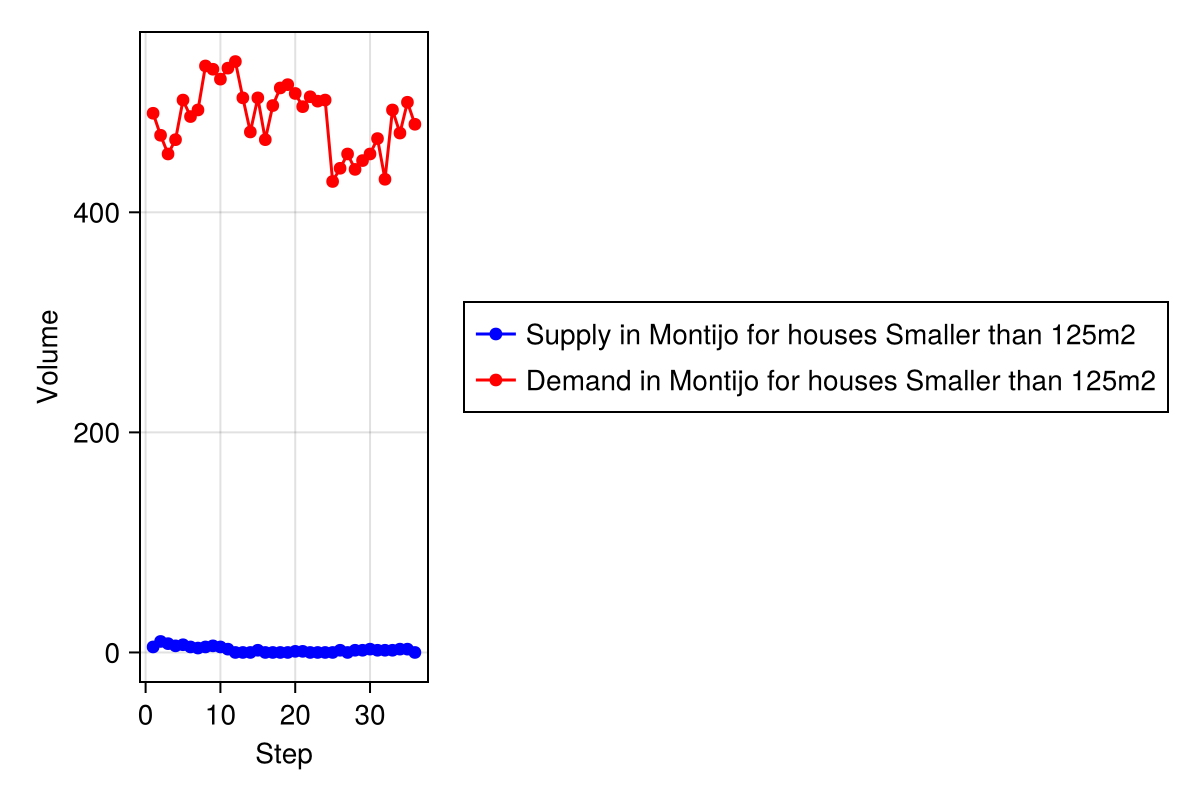 Volume
400
200
0
0 10 20 30
Step
Supply in Montijo for houses Smaller than 125m2
Demand in Montijo for houses Smaller than 125m2